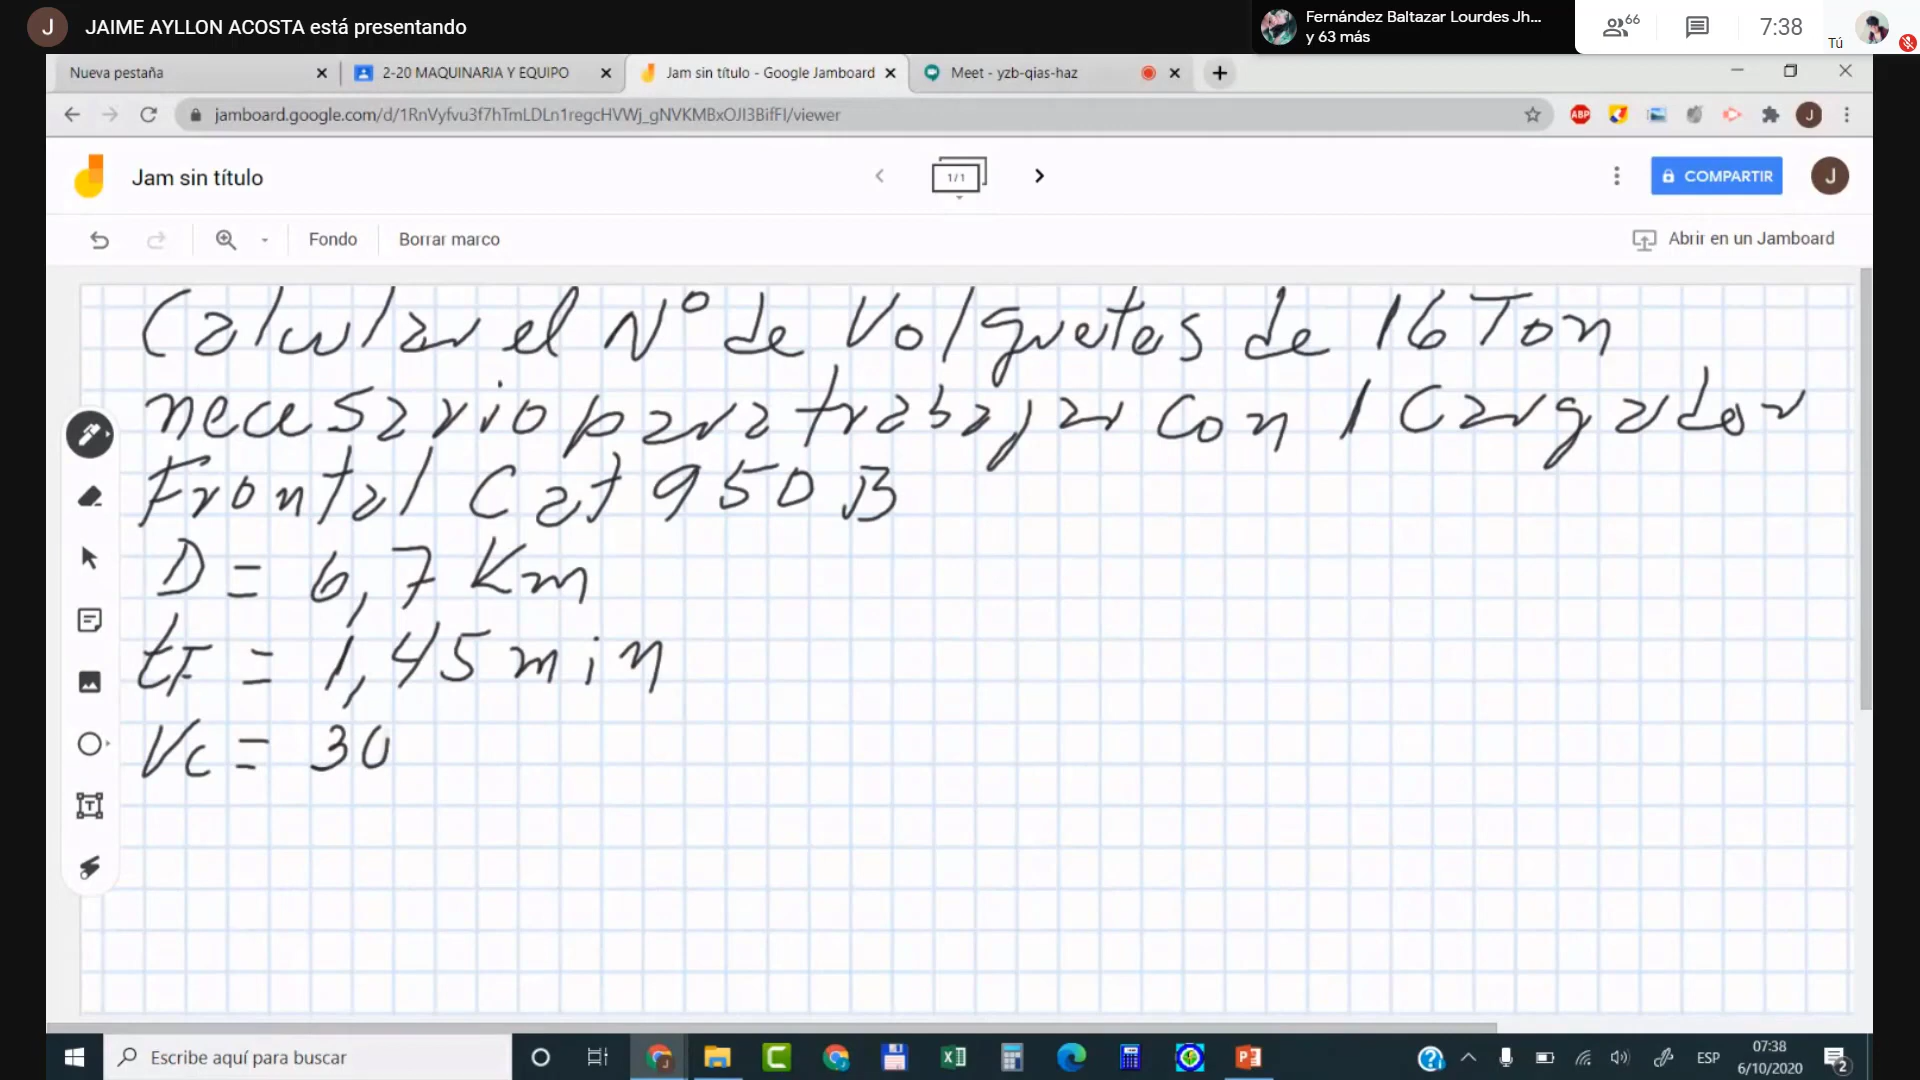 JAIME AYLLON ACOSTA está presentando
Fernández Baltazar Lourdes Jh...
y 63 más
66
7:38
Tú
Nueva pestaña
2-20 MAQUINARIA Y EQUIPO
Jam sin título - Google Jamboard
Meet - yzb-qias-haz
jamboard.google.com/d/1RnVyfvu3f7hTmLDLn1regcHVWj_gNVKMBxOJI3BifFI/viewer
Jam sin título
1/1
COMPARTIR
Fondo
Borrar marco
Abrir en un Jamboard
Calcular el Nº de Volquetes de 16 Ton
necesario para trabajar con 1 Cargador
Frontal Cat 950 B
D = 6,7 Km
tF = 1,45 min
Vc = 30
Escribe aquí para buscar
ESP
07:38
6/10/2020
2